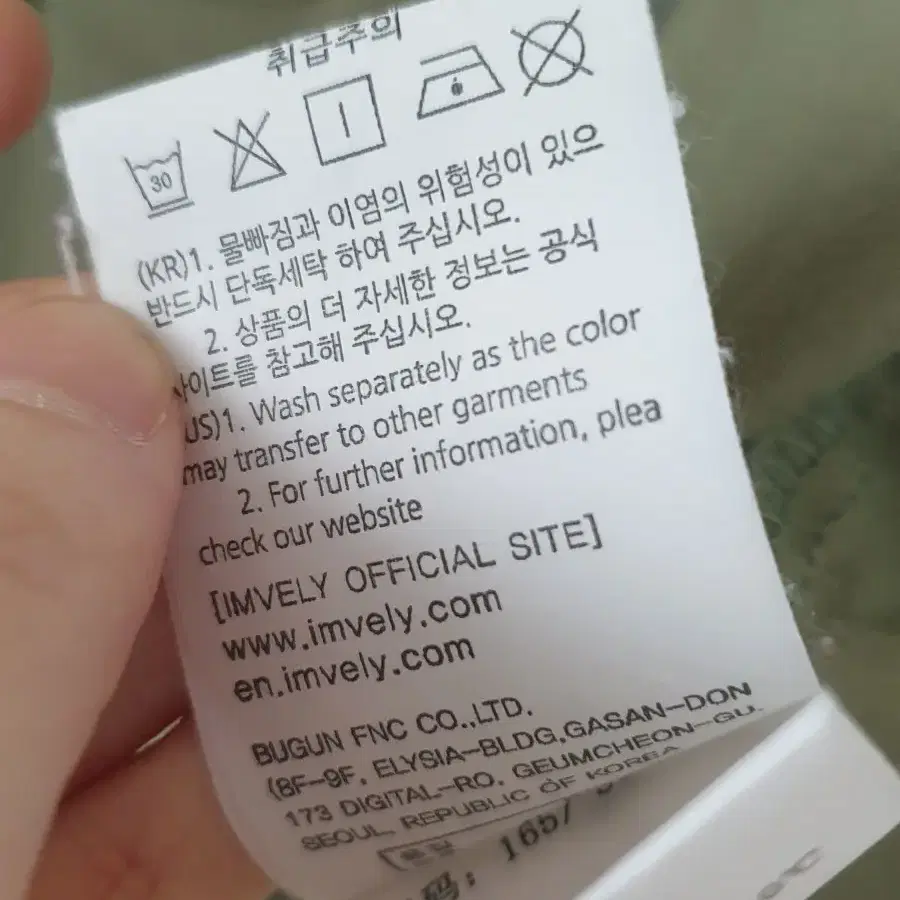 취급주의
30
(KR)1. 물빠짐과 이염의 위험성이 있으
반드시 단독세탁 하여 주십시오.
2. 상품의 더 자세한 정보는 공식
사이트를 참고해 주십시오.
US)1. Wash separately as the color
may transfer to other garments
2. For further information, plea
check our website
[IMVELY OFFICIAL SITE]
www.imvely.com
en.imvely.com
BUGUN FNC CO.,LTD.
(8F-9F, ELYSIA-BLDG,GASAN-DON
173 DIGITAL-RO, GEUMCHEON-GU,
SEOUL, REPUBLIC OF KOREA
码: 165/
℃